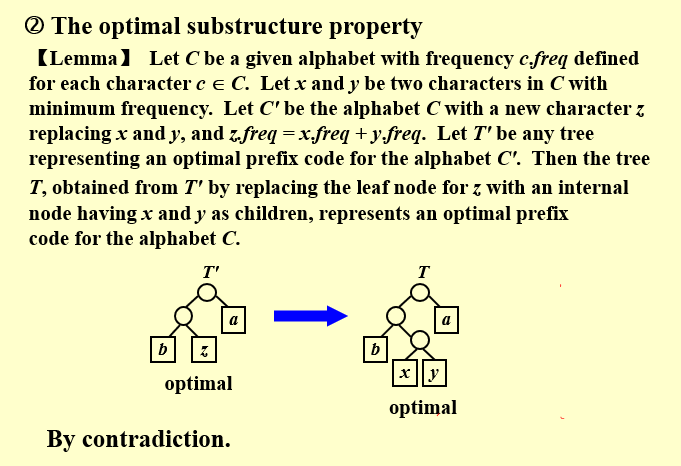 ② The optimal substructure property
【Lemma】 Let C be a given alphabet with frequency c.freq defined
for each character c ∈ C. Let x and y be two characters in C with
minimum frequency. Let C' be the alphabet C with a new character z
replacing x and y, and z.freq = x.freq + y.freq. Let T' be any tree
representing an optimal prefix code for the alphabet C'. Then the tree
T, obtained from T' by replacing the leaf node for z with an internal
node having x and y as children, represents an optimal prefix
code for the alphabet C.
T' T
a a
b z b
x y
optimal
optimal
By contradiction.